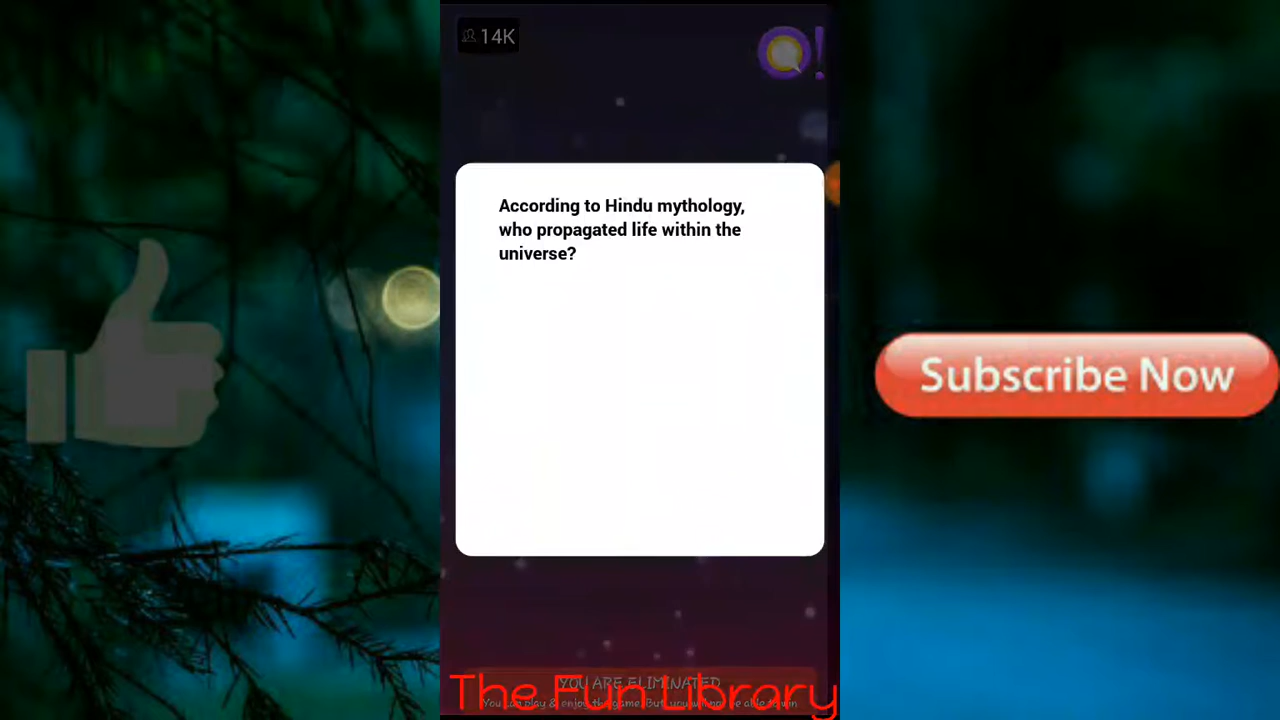 14K
According to Hindu mythology,
who propagated life within the
universe?
Subscribe Now
YOU ARE ELIMINATED
The Fun Library